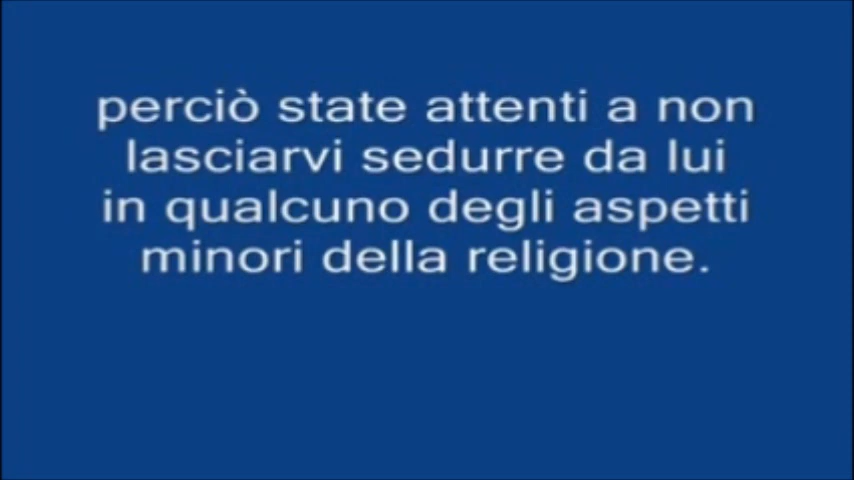 perciò state attenti a non
lasciarvi sedurre da lui
in qualcuno degli aspetti
minori della religione.